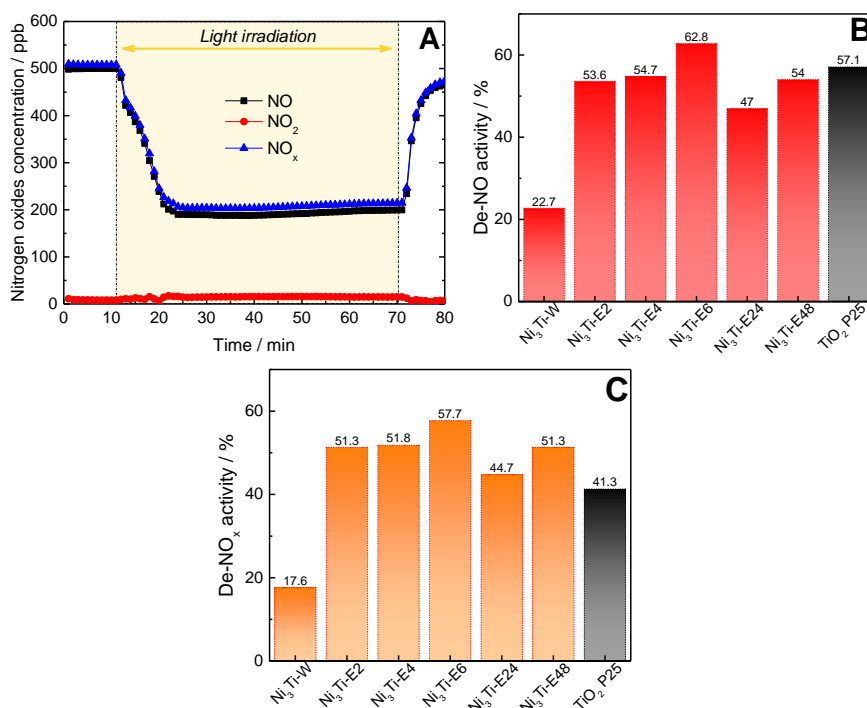 A
Light irradiation
NO
NO2
NOx
Nitrogen oxides concentration / ppb
600
500
400
300
200
100
0
0 10 20 30 40 50 60 70 80
Time / min
B
De-NO activity / %
60
40
20
0
22.7
53.6
54.7
62.8
47
54
57.1
Ni3Ti-W
Ni3Ti-E2
Ni3Ti-E4
Ni3Ti-E6
Ni3Ti-E24
Ni3Ti-E48
TiO2 P25
C
De-NOx activity / %
60
40
20
0
17.6
51.3
51.8
57.7
44.7
51.3
41.3
Ni3Ti-W
Ni3Ti-E2
Ni3Ti-E4
Ni3Ti-E6
Ni3Ti-E24
Ni3Ti-E48
TiO2 P25